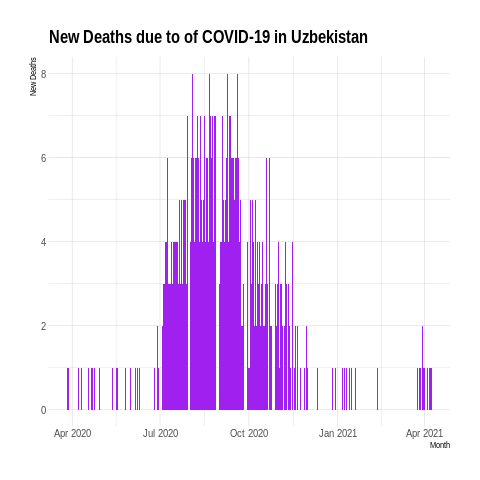 New Deaths due to of COVID-19 in Uzbekistan
New Deaths
8
6
4
2
0
Apr 2020 Jul 2020 Oct 2020 Jan 2021 Apr 2021
Month